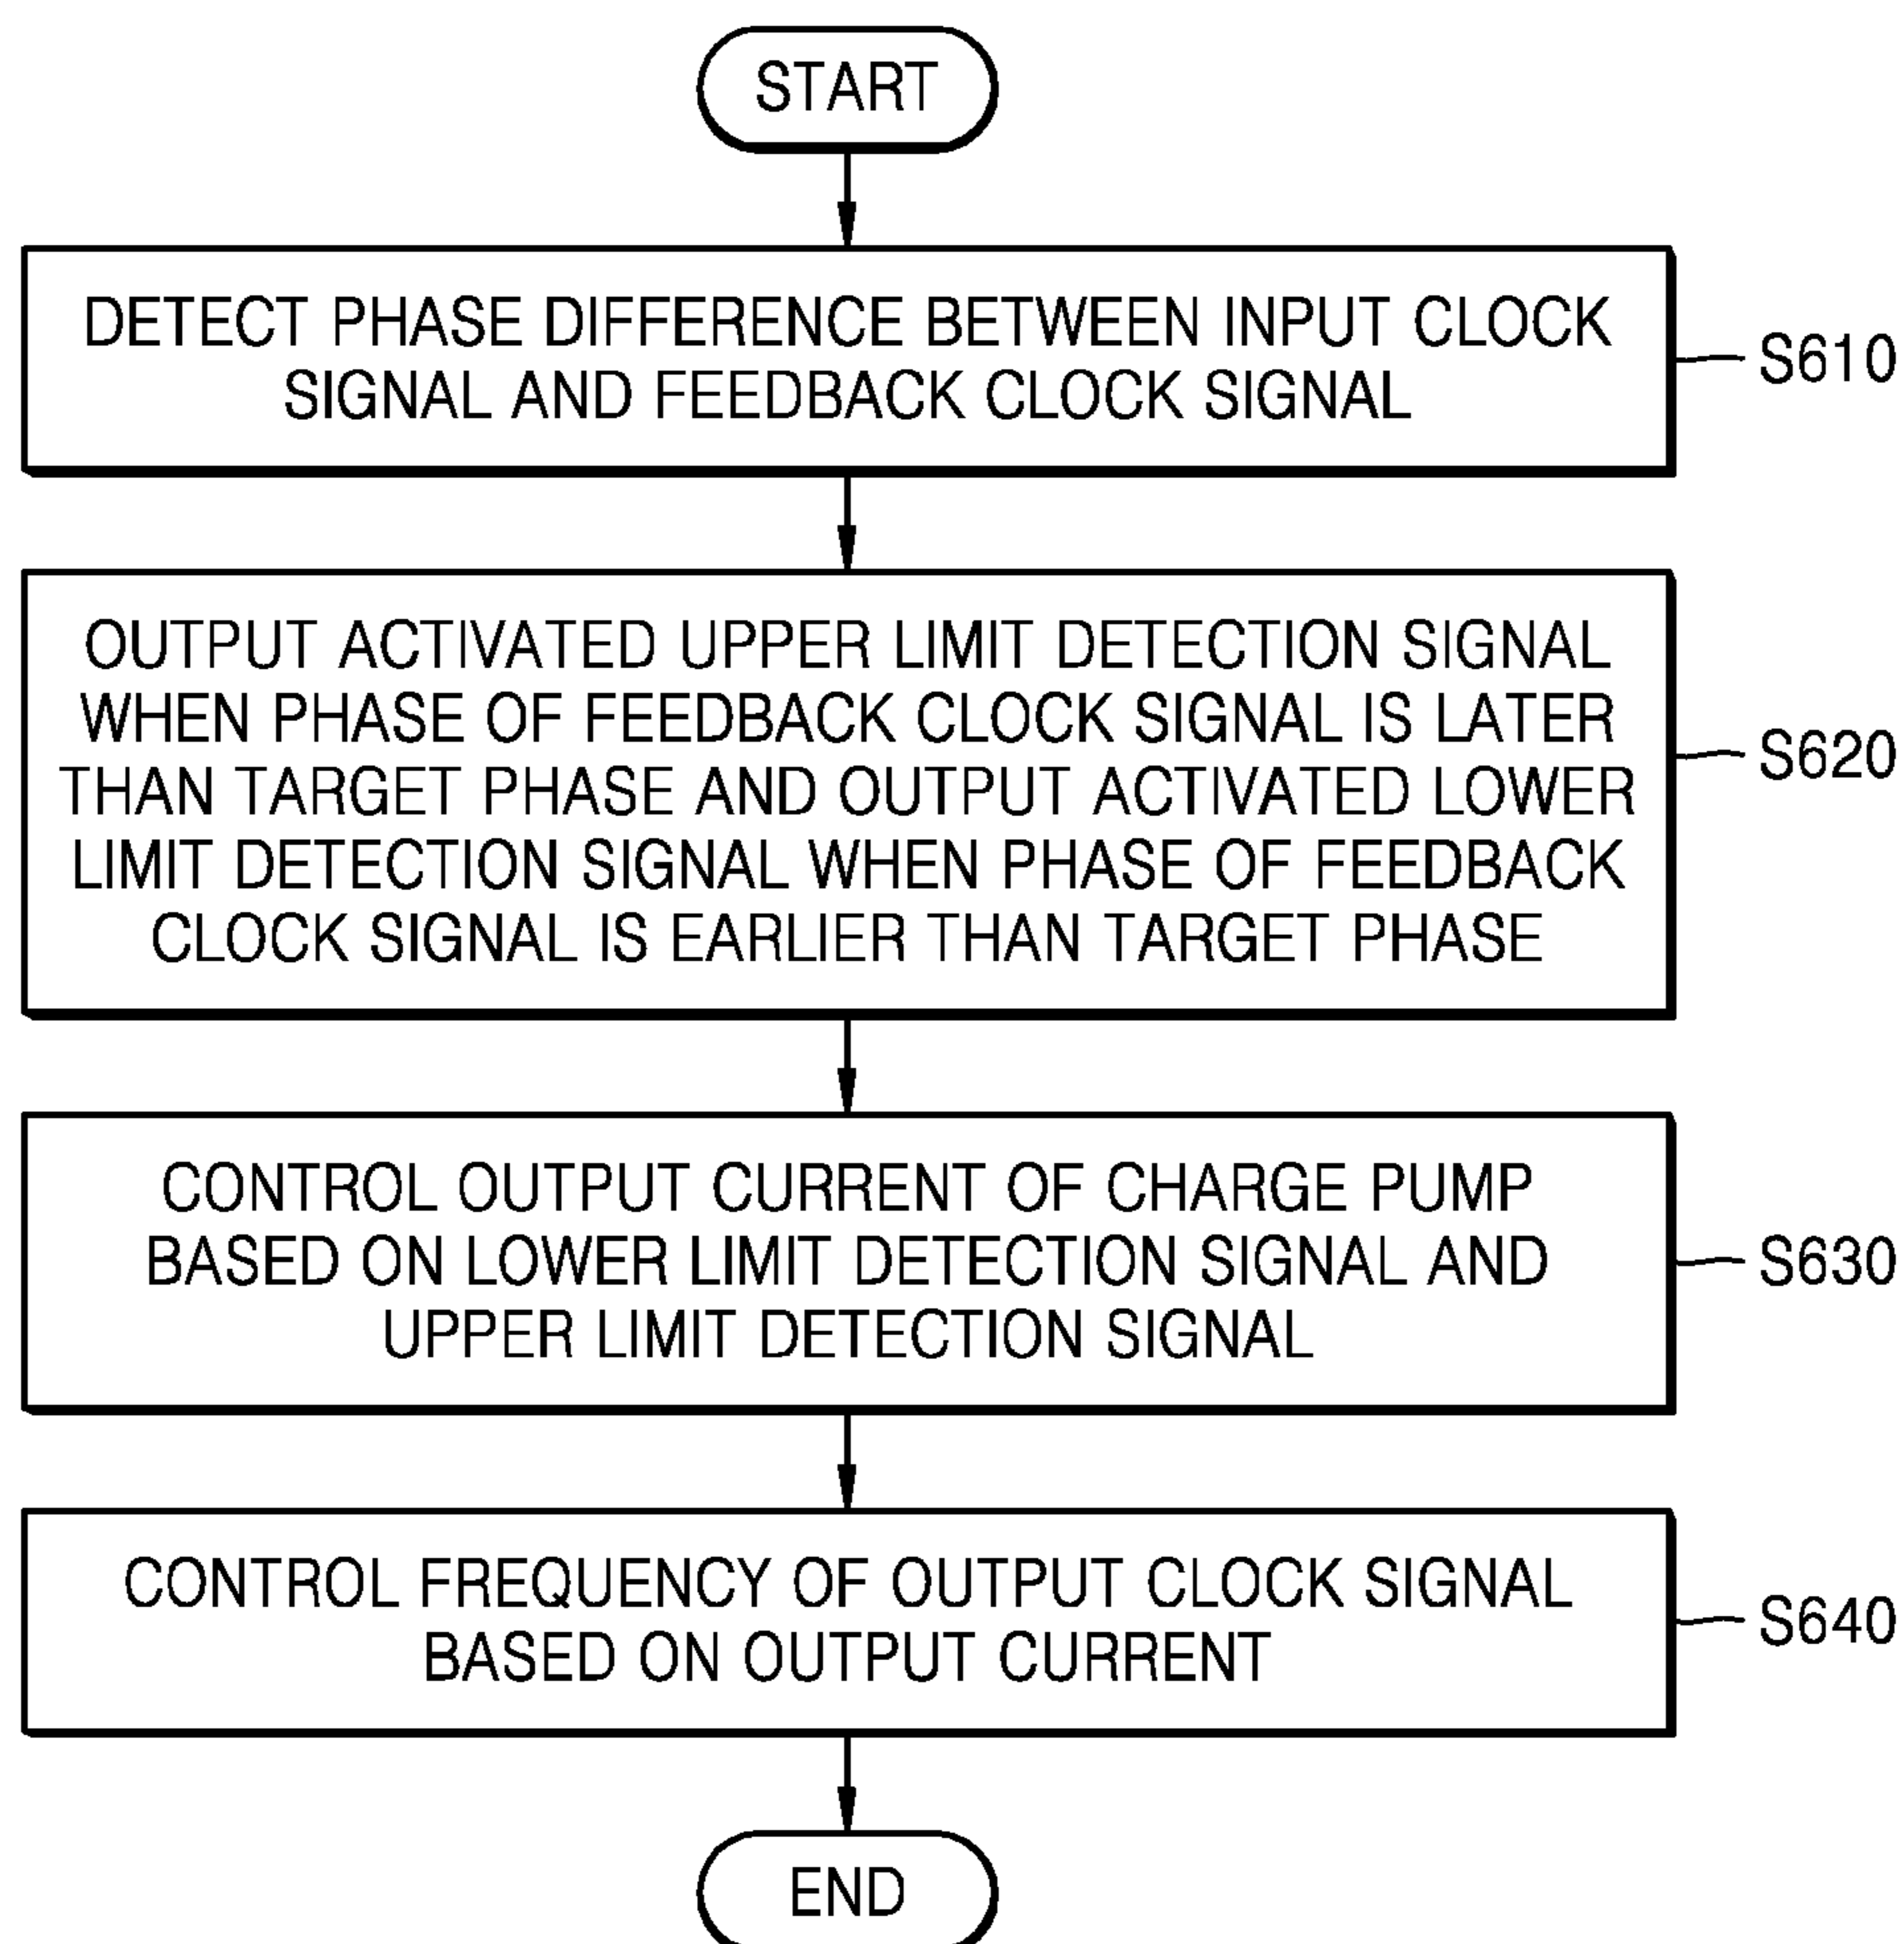 START
DETECT PHASE DIFFERENCE BETWEEN INPUT CLOCK
SIGNAL AND FEEDBACK CLOCK SIGNAL
S610
OUTPUT ACTIVATED UPPER LIMIT DETECTION SIGNAL
WHEN PHASE OF FEEDBACK CLOCK SIGNAL IS LATER
THAN TARGET PHASE AND OUTPUT ACTIVATED LOWER
LIMIT DETECTION SIGNAL WHEN PHASE OF FEEDBACK
CLOCK SIGNAL IS EARLIER THAN TARGET PHASE
S620
CONTROL OUTPUT CURRENT OF CHARGE PUMP
BASED ON LOWER LIMIT DETECTION SIGNAL AND
UPPER LIMIT DETECTION SIGNAL
S630
CONTROL FREQUENCY OF OUTPUT CLOCK SIGNAL
BASED ON OUTPUT CURRENT
S640
END